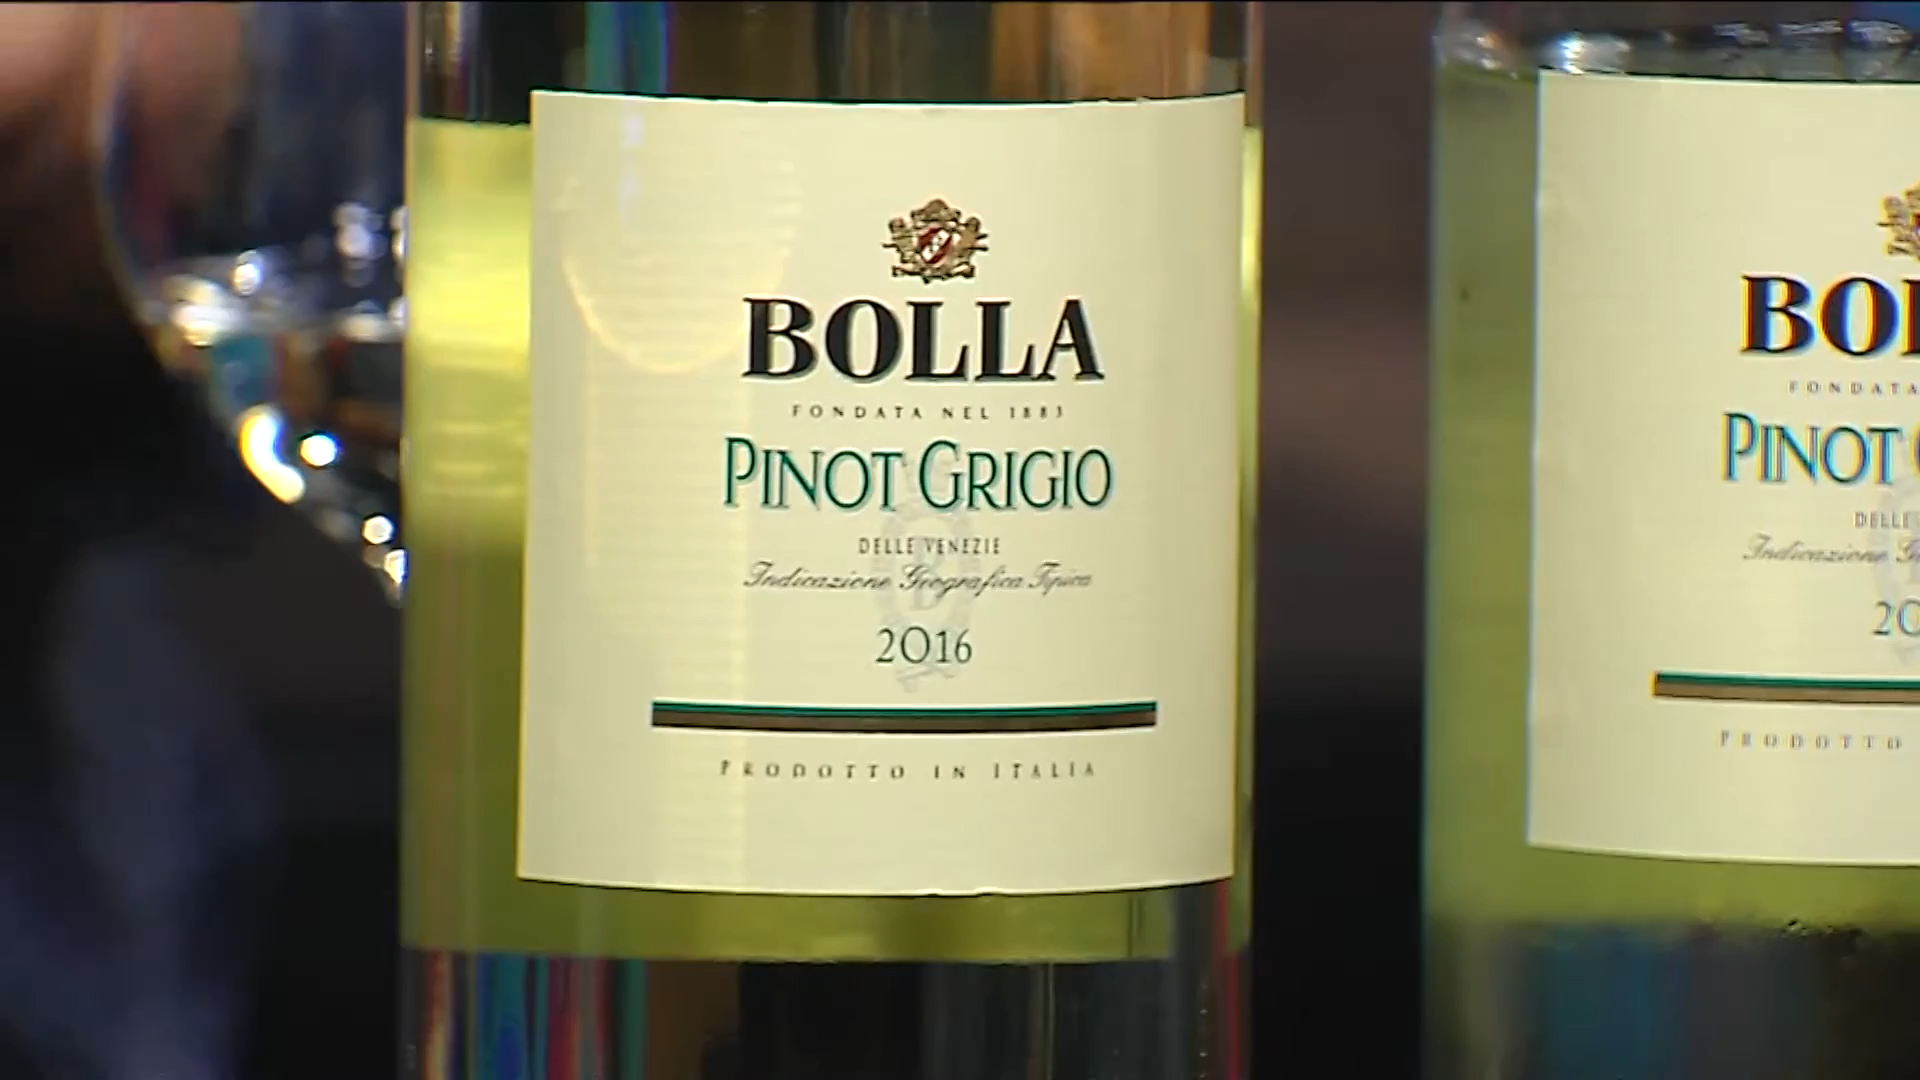 BOLLA
FONDATA NEL 1883
PINOT GRIGIO
DELLE VENEZIE
Indicazione Geografica Tipica
2016
PRODOTTO IN ITALIA
BOL
FONDATA
PINOT G
DELLE
Indicazione G
20
PRODOTTO